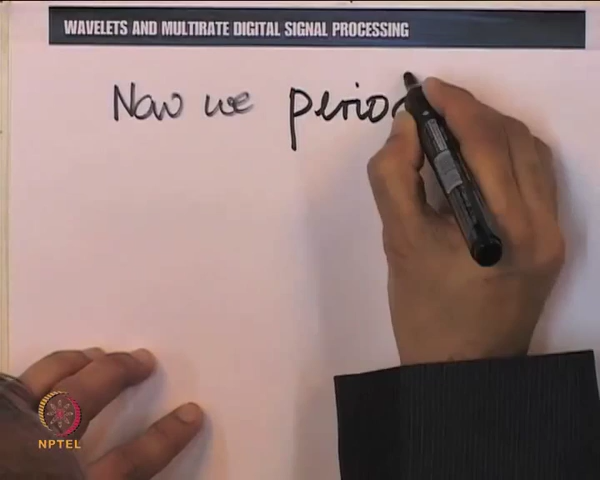 WAVELETS AND MULTIRATE DIGITAL SIGNAL PROCESSING
Now we perio
NPTEL